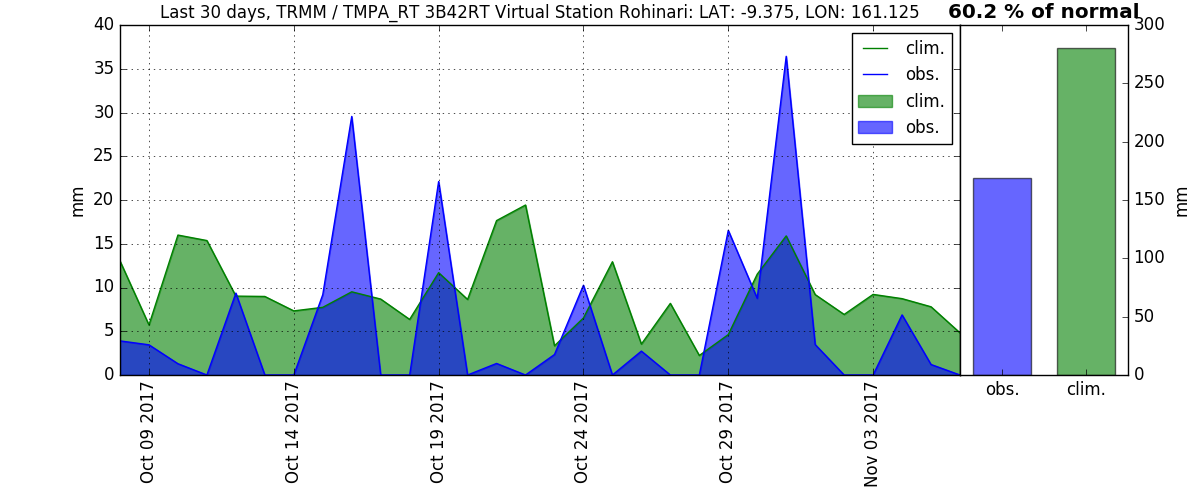 Last 30 days, TRMM / TMPA_RT 3B42RT Virtual Station Rohinari: LAT: -9.375, LON: 161.125
60.2 % of normal
40
35
30
25
20
15
10
5
0
mm
clim.
obs.
clim.
obs.
300
250
200
150
100
50
0
mm
obs.
clim.
Oct 09 2017
Oct 14 2017
Oct 19 2017
Oct 24 2017
Oct 29 2017
Nov 03 2017